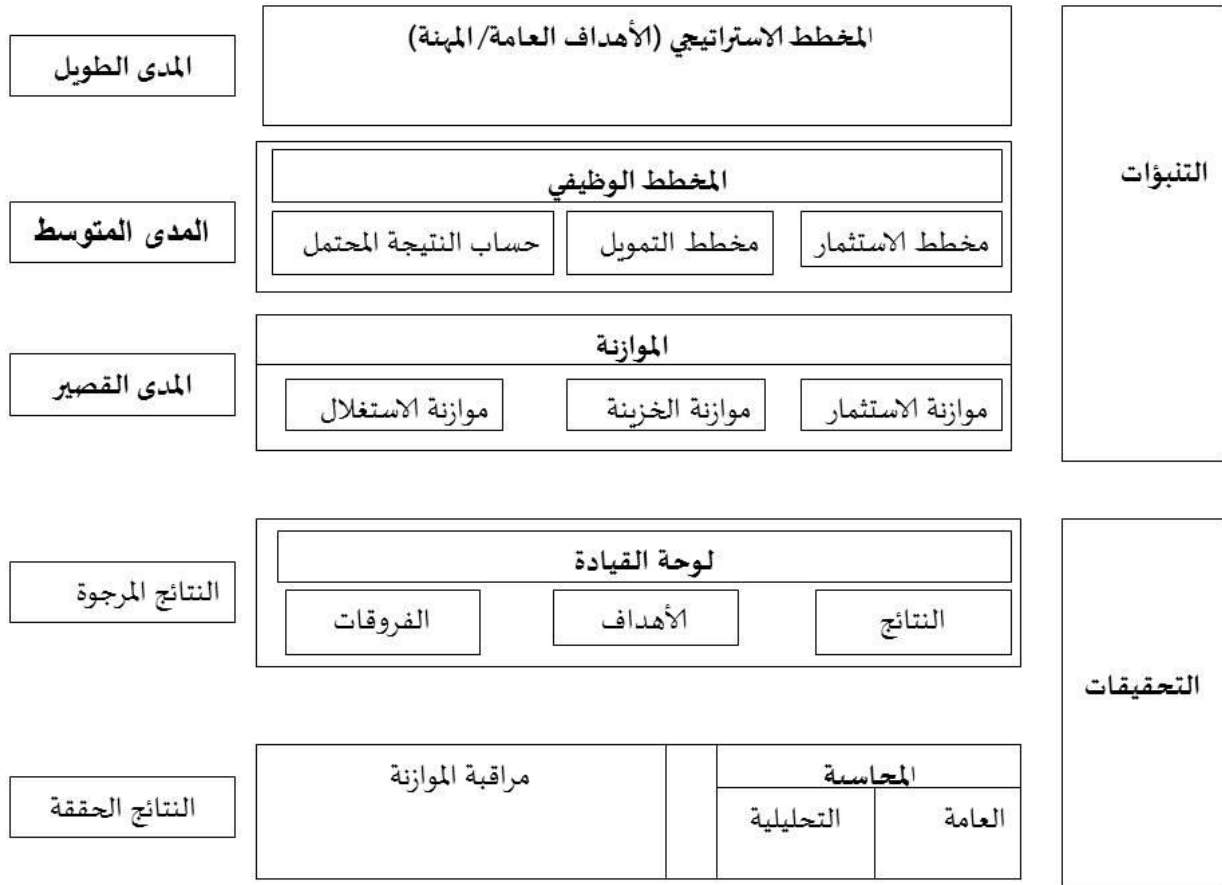 المخطط الاستراتيجي (الأهداف العامة/ المهنة)
المدى الطويل
التنبؤات
المخطط الوظيفي
مخطط الاستثمار
مخطط التمويل
حساب النتيجة المحتمل
المدى المتوسط
الموازنة
موازنة الاستثمار
موازنة الخزينة
موازنة الاستغلال
المدى القصير
التحقيقات
لوحة القيادة
النتائج
الأهداف
الفروقات
النتائج المرجوة
المحاسبة
العامة
التحليلية
مراقبة الموازنة
النتائج الحققة